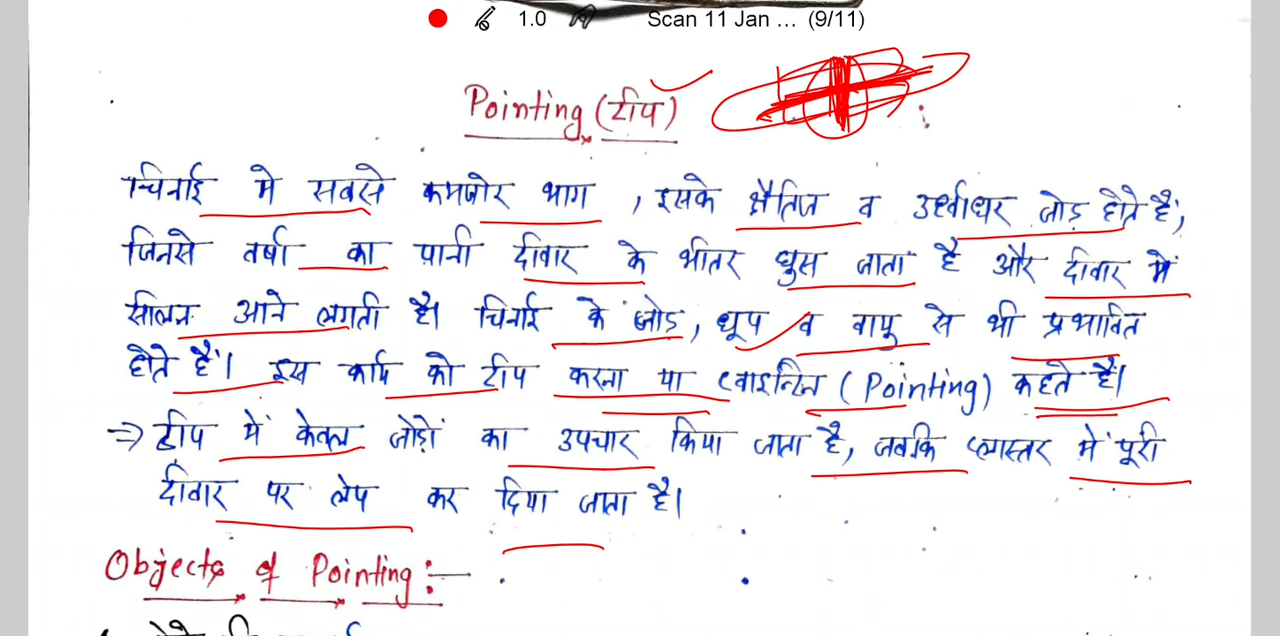 1.0 Scan 11 Jan ... (9/11)
Pointing (टीप)
चिनाई मे सबसे कमजोर भाग , इसके क्षैतिज व उर्ध्वाधर जोड़ होते हैं,
जिनसे वर्षा का पानी दीवार के भीतर घुस जाता है और दीवार में
सीलन आने लगती है। चिनाई के जोड़, धूप व वायु से भी प्रभावित
होते हैं। इस कार्य को टीप करना या प्वाइन्टिन (Pointing) कहते हैं।
⇒ टीप में केवल जोड़ों का उपचार किया जाता है, जबकि प्लास्तर में पूरी
दीवार पर लेप कर दिया जाता है।
Objects of Pointing :-